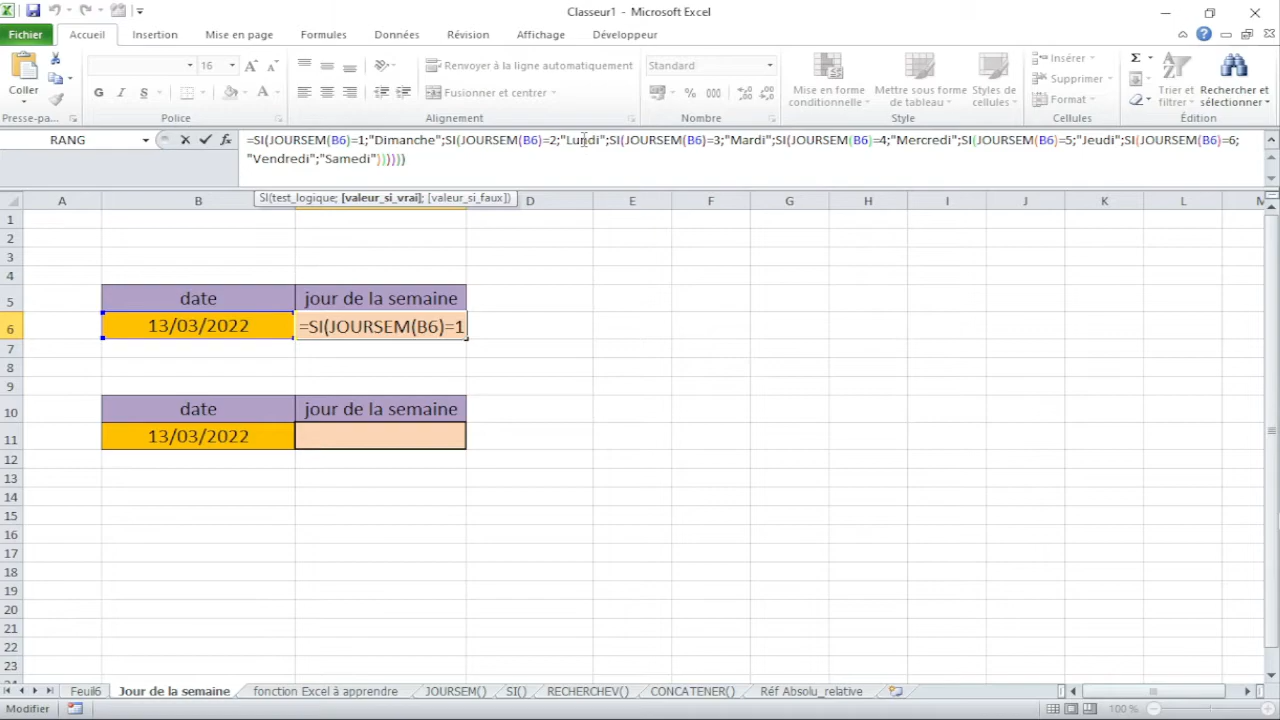 Classeur1 - Microsoft Excel
Fichier Accueil Insertion Mise en page Formules Données Révision Affichage Développeur
Coller
16
Renvoyer à la ligne automatiquement
Fusionner et centrer
Standard
Mise en forme conditionnelle
Mettre sous forme de tableau
Styles de cellules
Insérer
Supprimer
Format
Trier et filtrer
Rechercher et sélectionner
Presse-pa... Police Alignement Nombre Style Cellules Édition
RANG
=SI(JOURSEM(B6)=1;"Dimanche";SI(JOURSEM(B6)=2;"Lundi";SI(JOURSEM(B6)=3;"Mardi";SI(JOURSEM(B6)=4;"Mercredi";SI(JOURSEM(B6)=5;"Jeudi";SI(JOURSEM(B6)=6;
"Vendredi";"Samedi"))))))
SI(test_logique; [valeur_si_vrai]; [valeur_si_faux])
A B D E F G H I J K L M
1
2
3
4
5 date jour de la semaine
6 13/03/2022 =SI(JOURSEM(B6)=1
7
8
9
10 date jour de la semaine
11 13/03/2022
12
13
14
15
16
17
18
19
20
21
22
23
Feuil6 Jour de la semaine fonction Excel à apprendre JOURSEM() SI() RECHERCHEV() CONCATENER() Réf Absolu_relative
Modifier 100 %